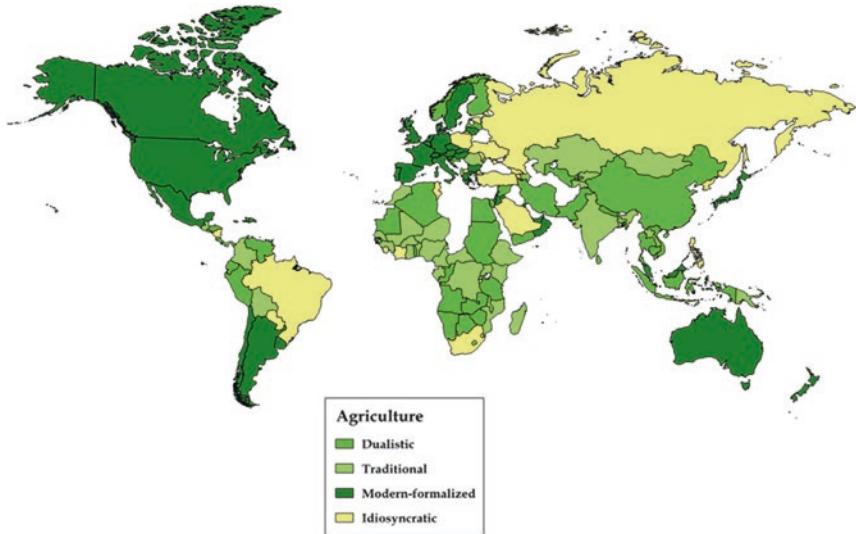 Agriculture
Dualistic
Traditional
Modern-formalized
Idiosyncratic